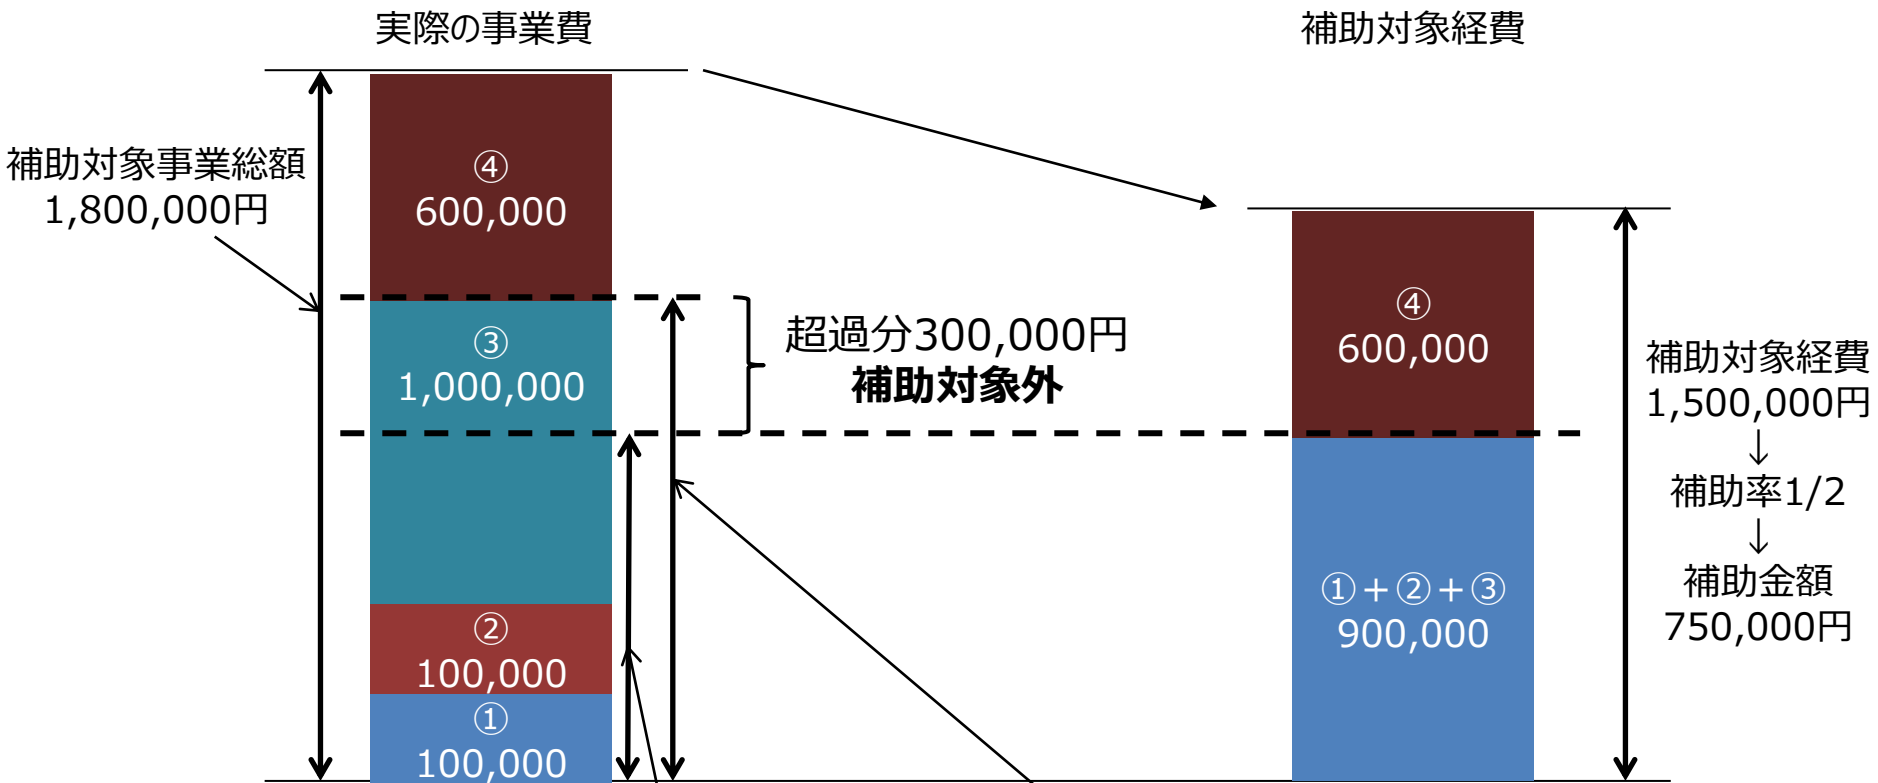 実際の事業費
補助対象経費
補助対象事業総額
1,800,000円
④
600,000
③
1,000,000
②
100,000
①
100,000
超過分300,000円
補助対象外
④
600,000
①+②+③
900,000
補助対象経費
1,500,000円
↓
補助率1/2
↓
補助金額
750,000円